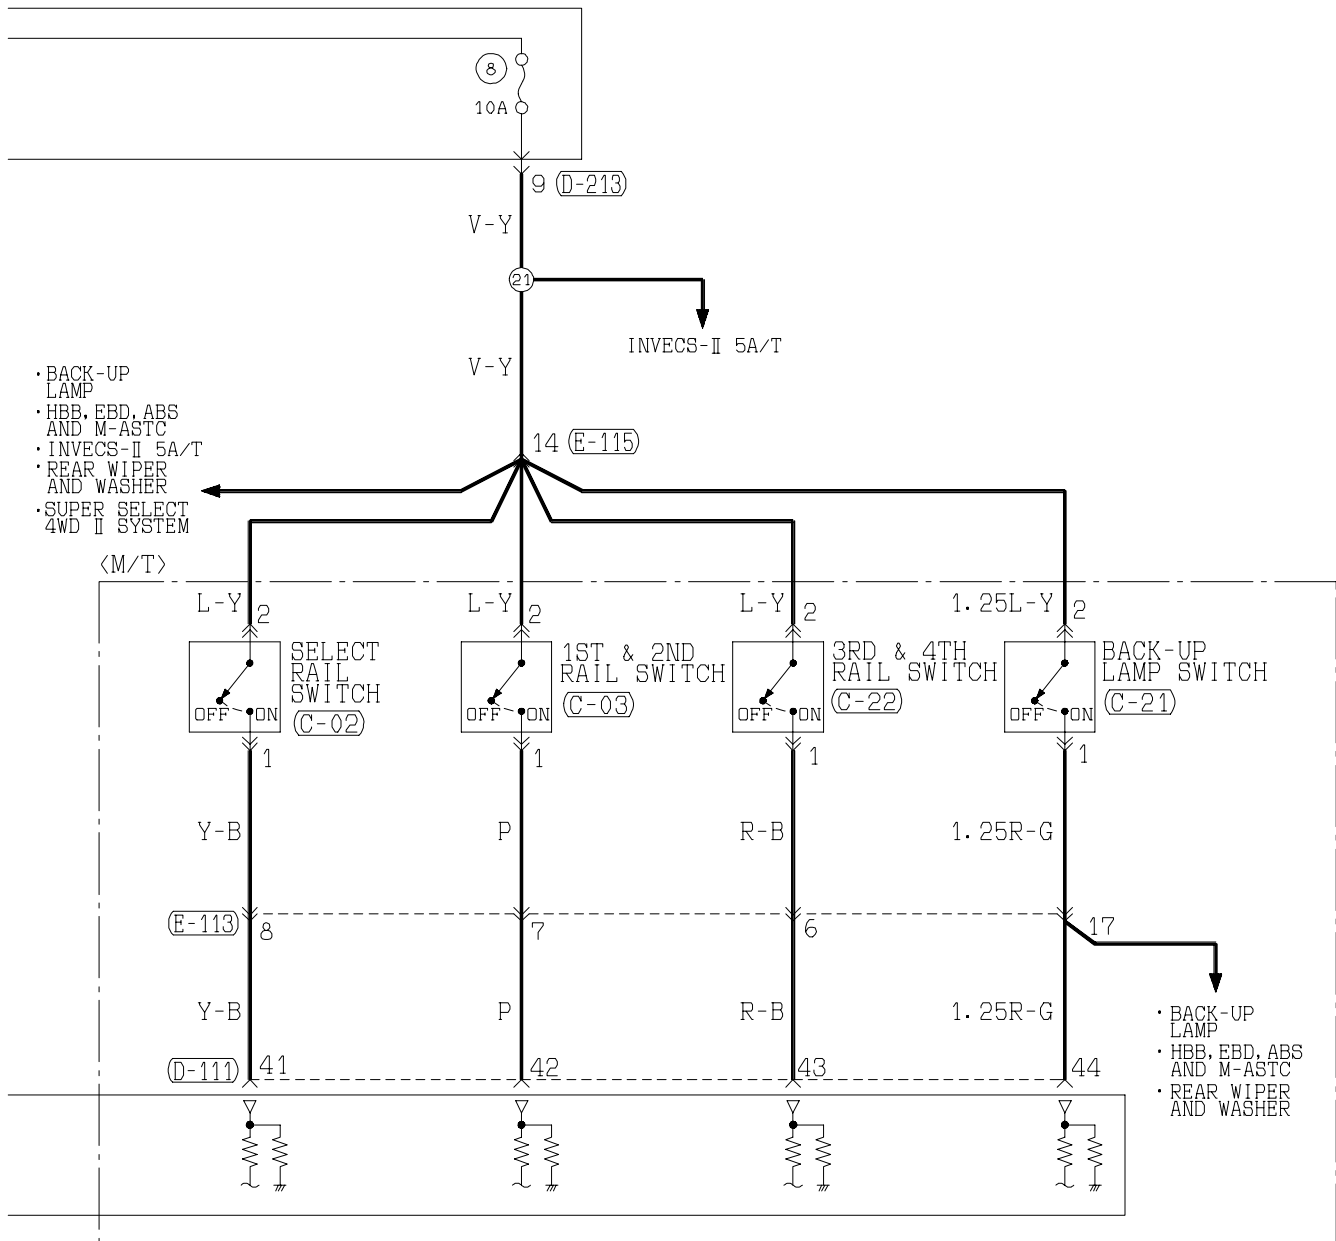 8
10A
9 (D-213)
V-Y
21
INVECS-Ⅱ 5A/T
V-Y
・BACK-UP
LAMP
・HBB, EBD, ABS
AND M-ASTC
・INVECS-Ⅱ 5A/T
・REAR WIPER
AND WASHER
・SUPER SELECT
4WD Ⅱ SYSTEM
14 (E-115)
〈M/T〉
L-Y 2
L-Y 2
L-Y 2
1.25L-Y 2
SELECT
RAIL
SWITCH
(C-02)
OFF ON
1ST & 2ND
RAIL SWITCH
(C-03)
OFF ON
3RD & 4TH
RAIL SWITCH
(C-22)
OFF ON
BACK-UP
LAMP SWITCH
(C-21)
OFF ON
1
1
1
1
Y-B
P
R-B
1.25R-G
(E-113) 8
7
6
17
Y-B
P
R-B
1.25R-G
・BACK-UP
LAMP
・HBB, EBD, ABS
AND M-ASTC
・REAR WIPER
AND WASHER
(D-111) 41
42
43
44